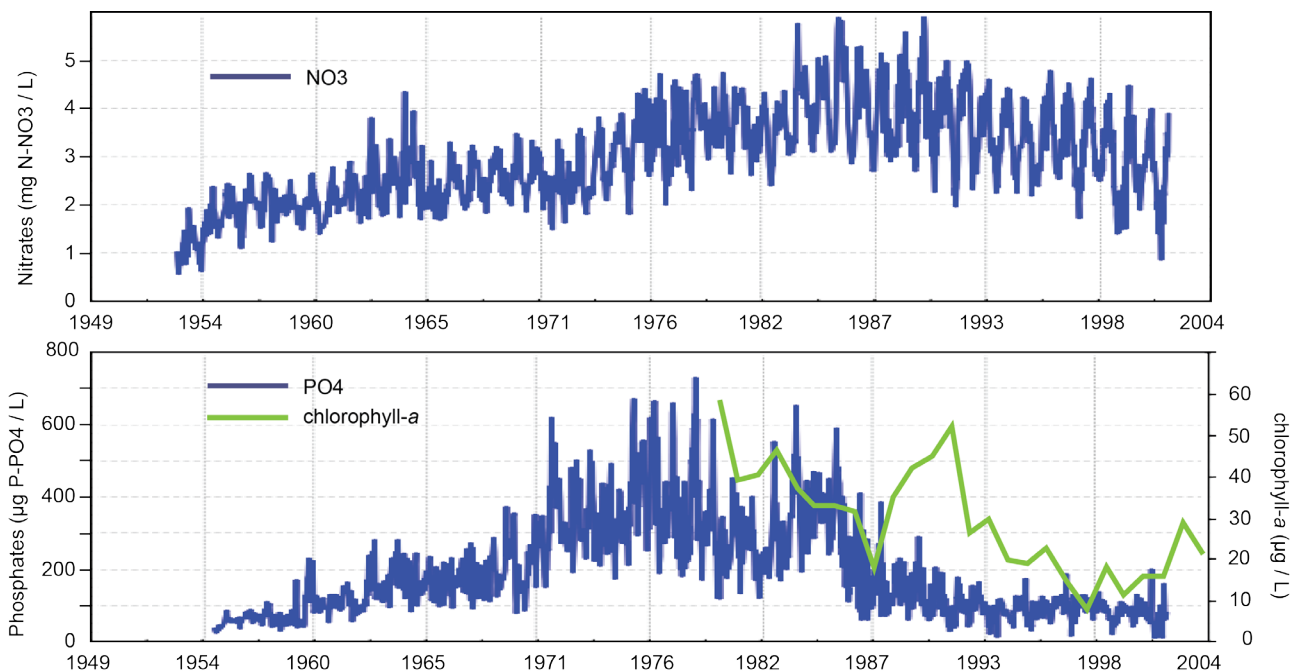 Nitrates (mg N-NO3 / L)
5
4
3
2
1
0
NO3
1949 1954 1960 1965 1971 1976 1982 1987 1993 1998 2004
Phosphates (µg P-PO4 / L)
800
600
400
200
0
PO4
chlorophyll-a
60
50
40
30
20
10
0
chlorophyll-a (µg / L)
1949 1954 1960 1965 1971 1976 1982 1987 1993 1998 2004